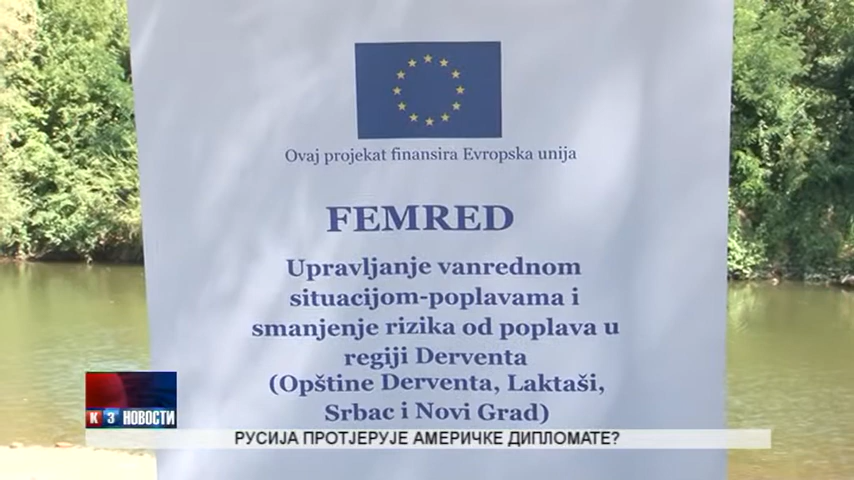 Ovaj projekat finansira Evropska unija
FEMRED
Upravljanje vanrednom
situacijom-poplavama i
smanjenje rizika od poplava u
regiji Derventa
(Opštine Derventa, Laktaši,
Srbac i Novi Grad)
К 3 НОВОСТИ
РУСИЈА ПРОТЈЕРУЈЕ АМЕРИЧКЕ ДИПЛОМАТЕ?